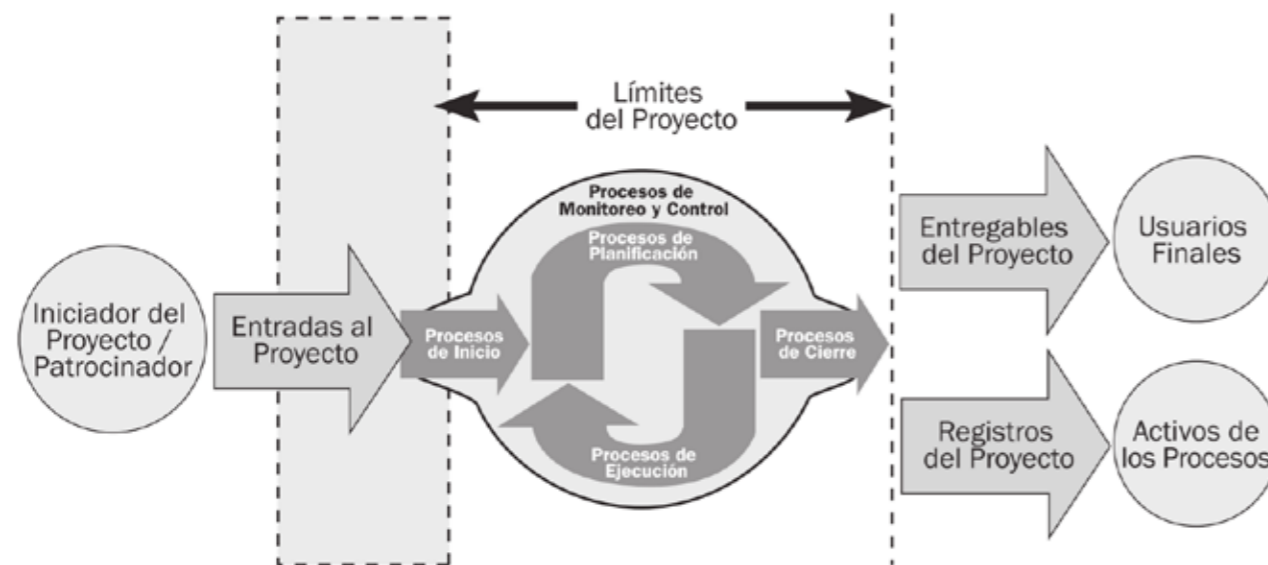 Límites
del Proyecto
Procesos de
Monitoreo y Control
Procesos de
Planificación
Iniciador del
Proyecto /
Patrocinador
Entradas al
Proyecto
Procesos
de Inicio
Procesos
de Cierre
Procesos de
Ejecución
Entregables
del Proyecto
Usuarios
Finales
Registros
del Proyecto
Activos de
los Procesos